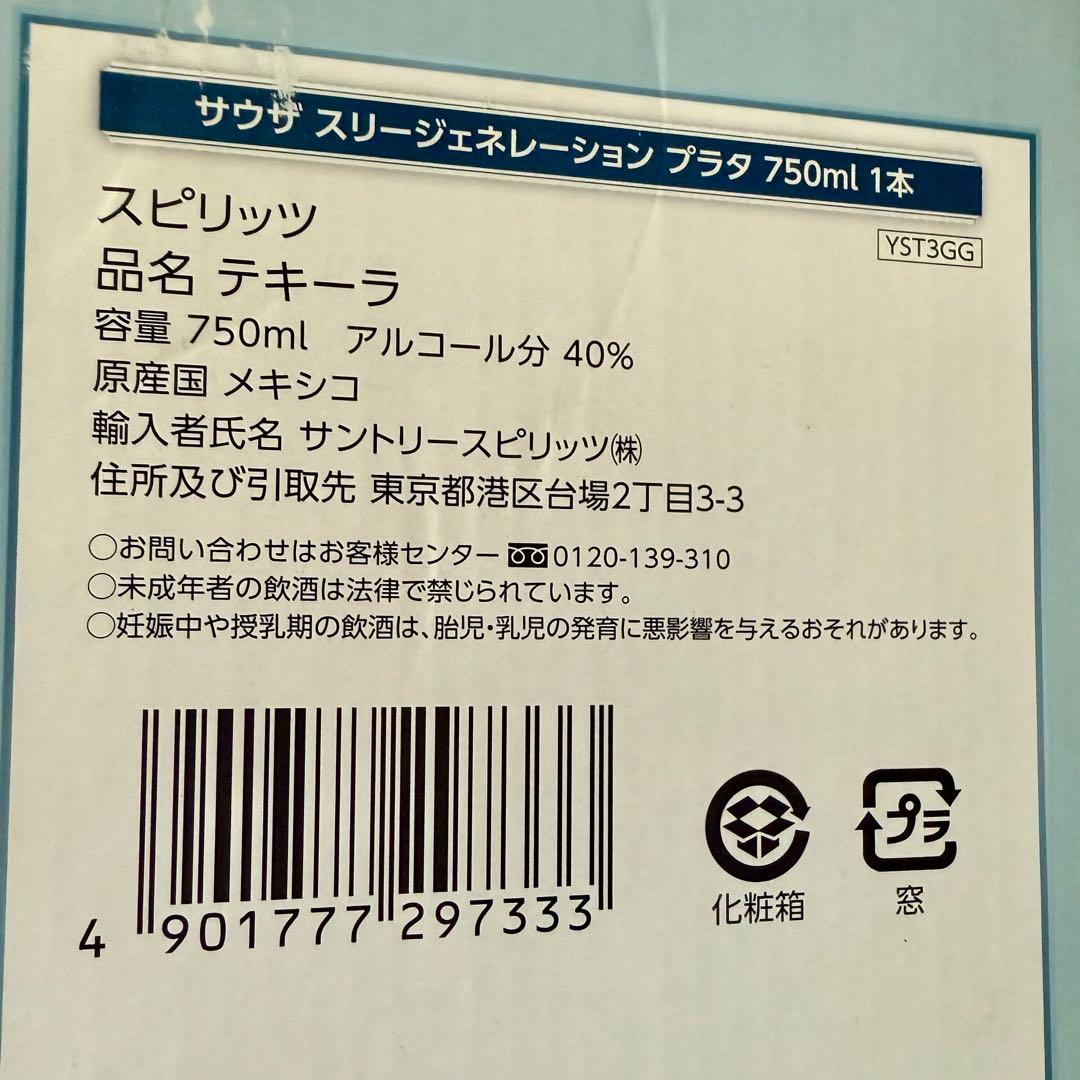 サウザ スリージェネレーション プラタ 750ml 1本
YST3GG
スピリッツ
品名 テキーラ
容量 750ml アルコール分 40%
原産国 メキシコ
輸入者氏名 サントリースピリッツ㈱
住所及び引取先 東京都港区台場2丁目3-3
○お問い合わせはお客様センター 0120-139-310
○未成年者の飲酒は法律で禁じられています。
○妊娠中や授乳期の飲酒は、胎児・乳児の発育に悪影響を与えるおそれがあります。
4 901777 297333
プラ
化粧箱
窓